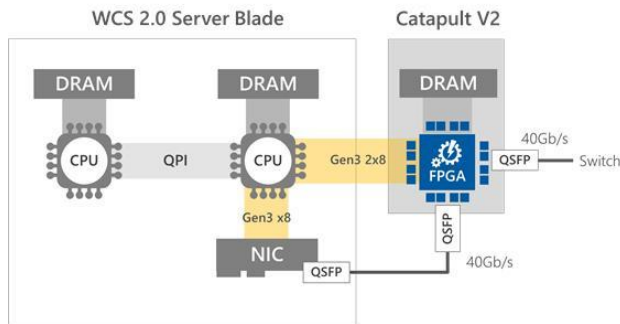 WCS 2.0 Server Blade
Catapult V2
DRAM
DRAM
DRAM
CPU
QPI
CPU
Gen3 2x8
FPGA
40Gb/s
QSFP
Switch
Gen3 x8
NIC
QSFP
QSFP
40Gb/s